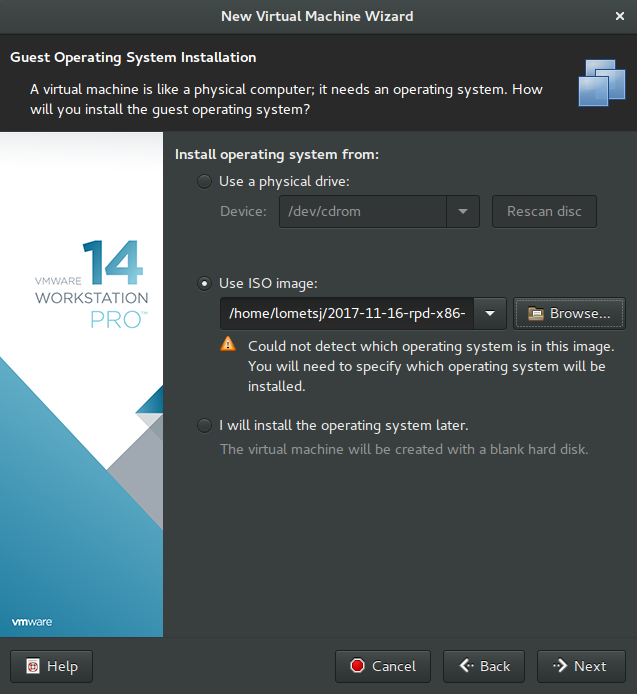 New Virtual Machine Wizard
Guest Operating System Installation
A virtual machine is like a physical computer; it needs an operating system. How
will you install the guest operating system?
Install operating system from:
Use a physical drive:
Device: /dev/cdrom Rescan disc
Use ISO image:
/home/lometsj/2017-11-16-rpd-x86- Browse...
Could not detect which operating system is in this image.
You will need to specify which operating system will be
installed.
I will install the operating system later.
The virtual machine will be created with a blank hard disk.
14
VMWARE
WORKSTATION
PRO™
vmware
Help Cancel Back Next